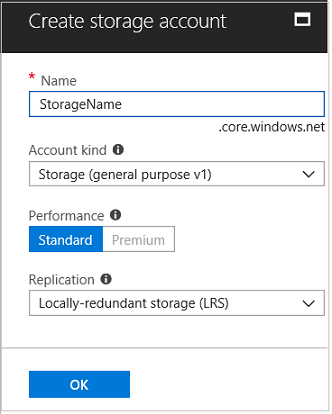 Create storage account
* Name
StorageName
.core.windows.net
Account kind
Storage (general purpose v1)
Performance
Standard Premium
Replication
Locally-redundant storage (LRS)
OK